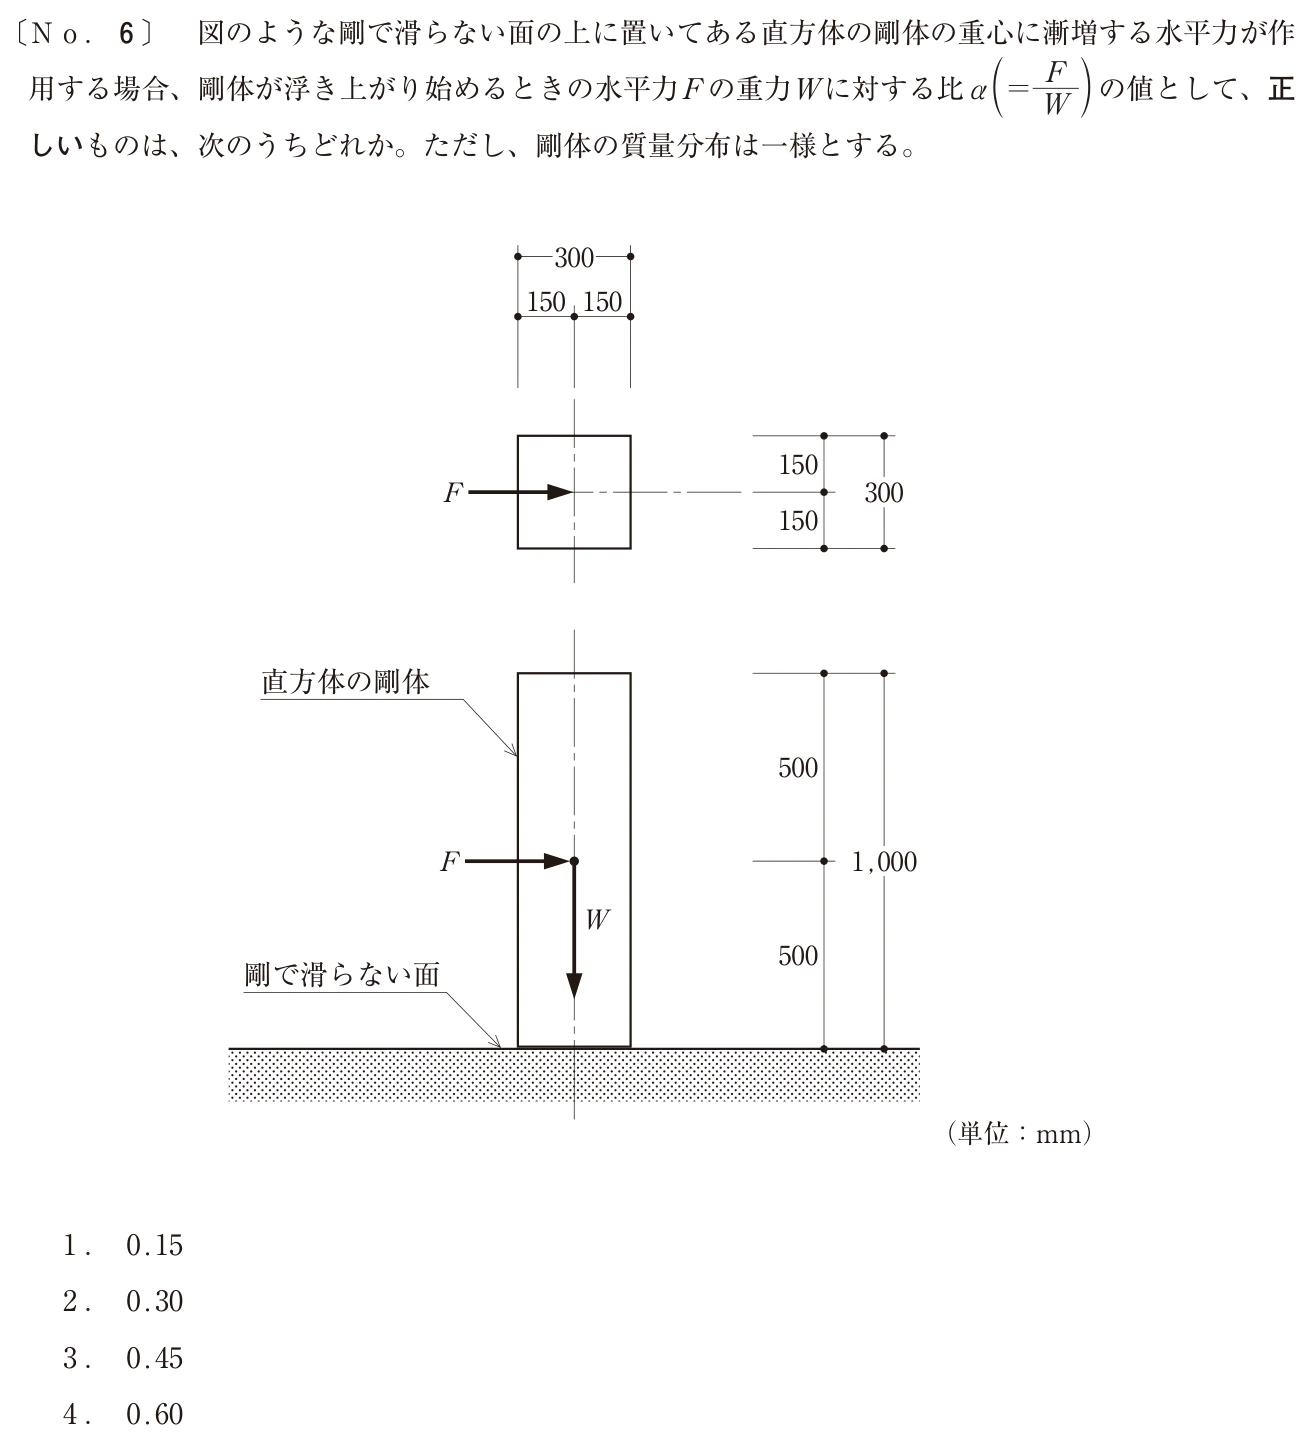 〔No. 6〕 図のような剛で滑らない面の上に置いてある直方体の剛体の重心に漸増する水平力が作
用する場合、剛体が浮き上がり始めるときの水平力Fの重力Wに対する比α(=F/W)の値として、正
しいものは、次のうちどれか。ただし、剛体の質量分布は一様とする。
300
150 150
F
150
300
150
直方体の剛体
500
F
1,000
W
500
剛で滑らない面
(単位：mm)
1. 0.15
2. 0.30
3. 0.45
4. 0.60